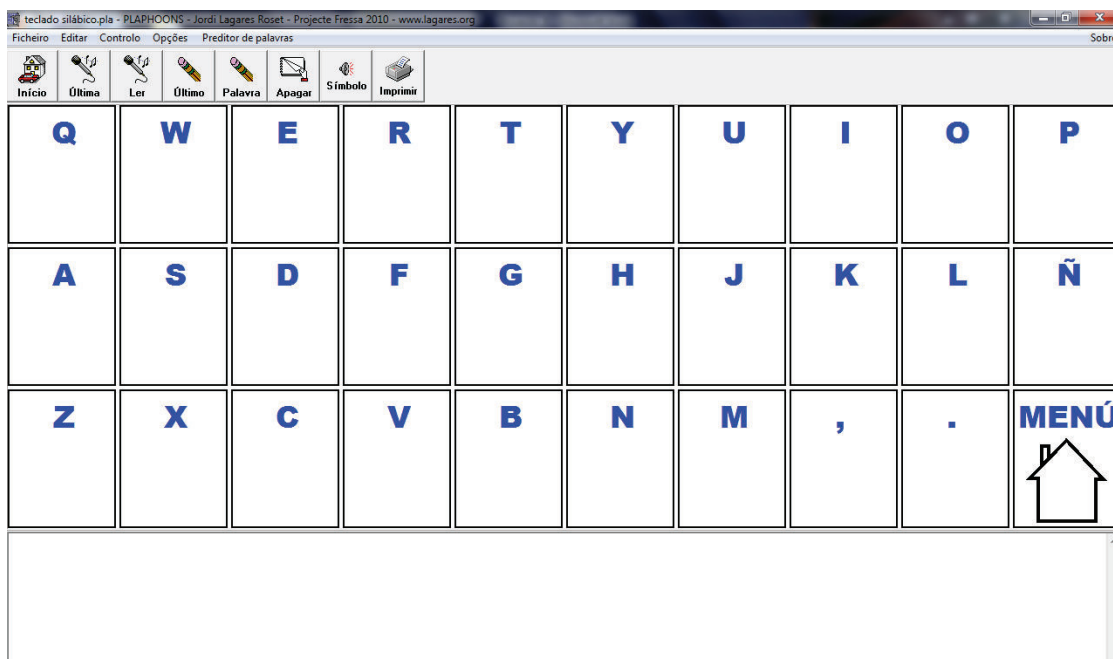 teclado silábico.pla - PLAPHOONS - Jordi Lagares Roset - Projecte Fressa 2010 - www.lagares.org
Ficheiro Editar Controlo Opções Preditor de palavras Sobre
Início Última Ler Último Palavra Apagar Símbolo Imprimir
Q W E R T Y U I O P
A S D F G H J K L Ñ
Z X C V B N M , . MENÚ